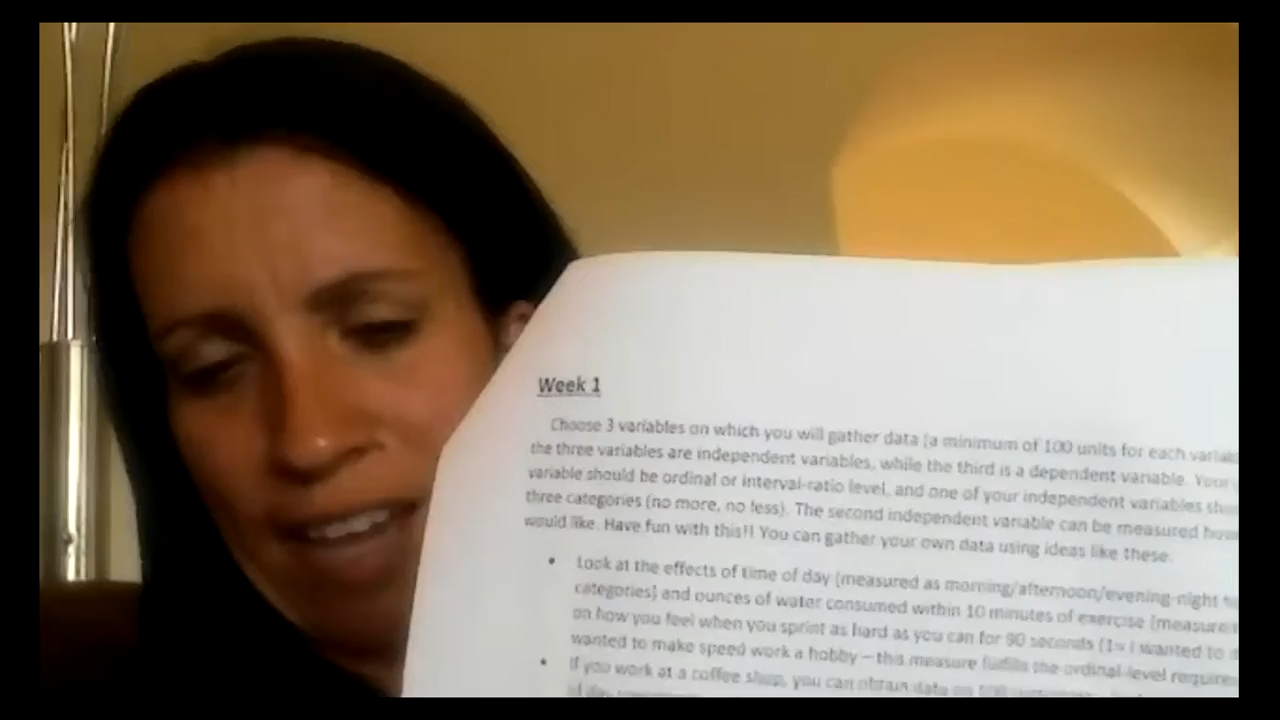 Week 1
Choose 3 variables on which you will gather data (a minimum of 100 units for each
the three variables are independent variables, while the third is a dependent variable. Your
variable should be ordinal or interval-ratio level, and one of your independent variables
three categories (no more, no less). The second independent variable can be measured
would like. Have fun with this!! You can gather your own data using ideas like these:
• Look at the effects of time of day (measured as morning/afternoon/evening-night
categories) and ounces of water consumed within 10 minutes of exercise
on how you feel when you sprint as hard as you can for 90 seconds (1= I wanted to
wanted to make speed work a hobby – this measure fulfills the ordinal-level
• If you work at a coffee shop, you can obtain data on